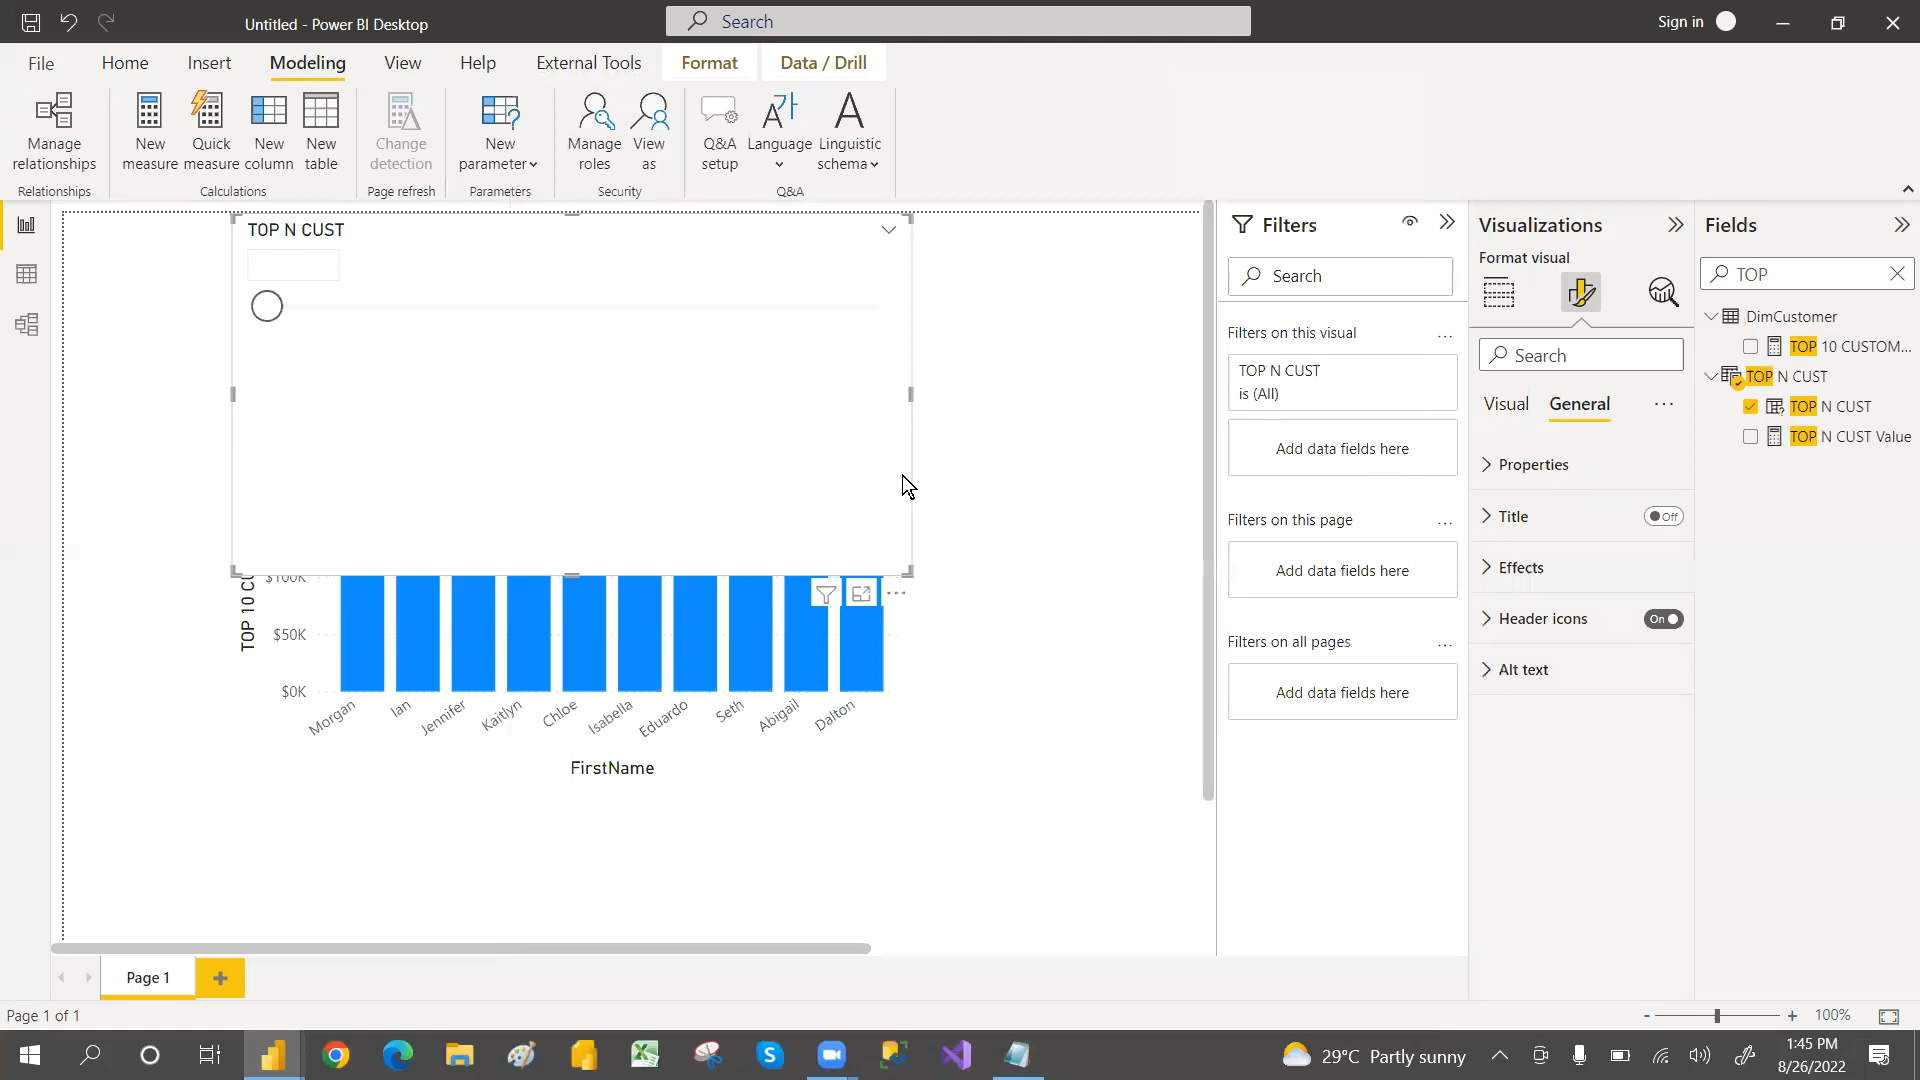 Untitled - Power BI Desktop
Search
Sign in
File
Home
Insert
Modeling
View
Help
External Tools
Format
Data / Drill
Manage relationships
New measure
Quick measure
New column
New table
Change detection
New parameter
Manage roles
View as
Q&A setup
Language
Linguistic schema
Relationships
Calculations
Page refresh
Parameters
Security
Q&A
TOP N CUST
TOP 10 CU
$100K
$50K
$0K
Morgan
Ian
Jennifer
Kaitlyn
Chloe
Isabella
Eduardo
Seth
Abigail
Dalton
FirstName
Filters
Search
Filters on this visual
...
TOP N CUST
is (All)
Add data fields here
Filters on this page
...
Add data fields here
Filters on all pages
...
Add data fields here
Visualizations
Format visual
Search
Visual
General
...
Properties
Title
Off
Effects
Header icons
On
Alt text
Fields
TOP
DimCustomer
TOP 10 CUSTOM...
TOP N CUST
TOP N CUST
TOP N CUST Value
Page 1
+
Page 1 of 1
- + 100%
29°C Partly sunny
1:45 PM
8/26/2022